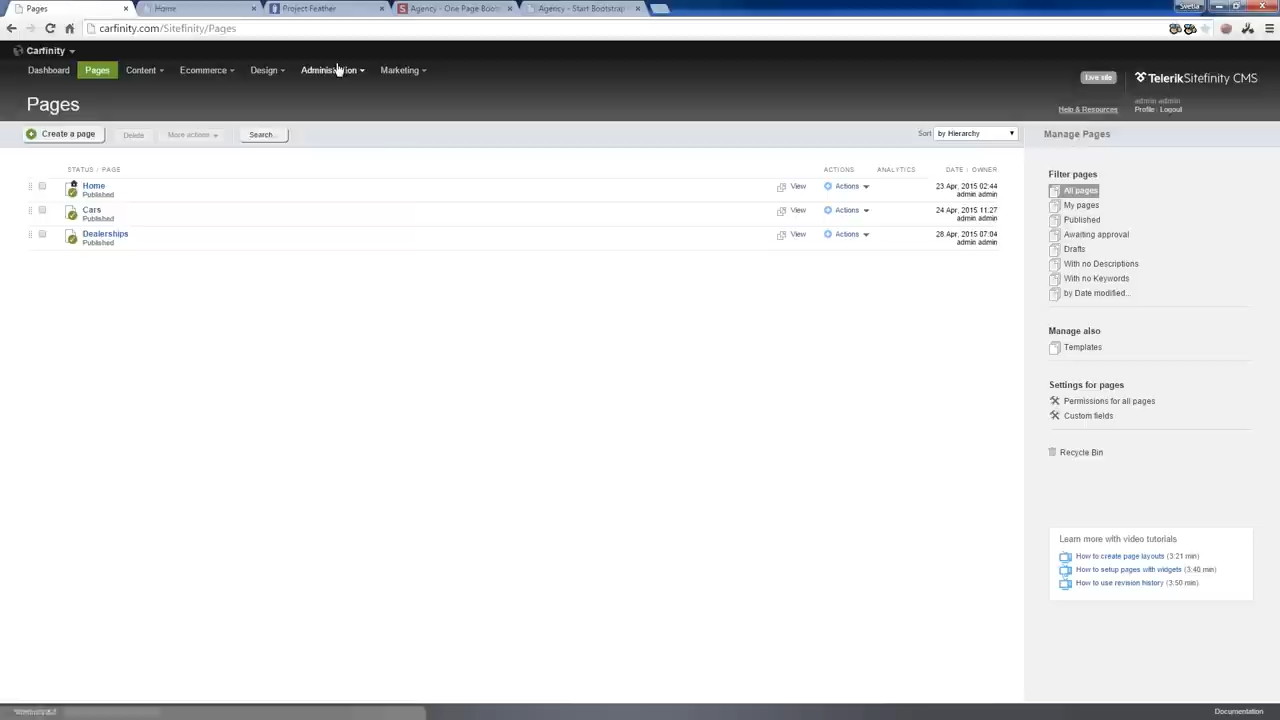 Pages
Home
Project Feather
Agency - One Page Boots
Agency - Start Bootstrap
Svetla
carfinity.com/Sitefinity/Pages
Carfinity
Dashboard
Pages
Content
Ecommerce
Design
Administration
Marketing
live site
Telerik Sitefinity CMS
Pages
admin admin
Help & Resources
Profile
Logout
Create a page
Delete
More actions
Search...
Sort
by Hierarchy
Manage Pages
STATUS / PAGE
ACTIONS
ANALYTICS
DATE / OWNER
Home
Published
View
Actions
23 Apr, 2015 02:44
admin admin
Cars
Published
View
Actions
24 Apr, 2015 11:27
admin admin
Dealerships
Published
View
Actions
28 Apr, 2015 07:04
admin admin
Filter pages
All pages
My pages
Published
Awaiting approval
Drafts
With no Descriptions
With no Keywords
by Date modified...
Manage also
Templates
Settings for pages
Permissions for all pages
Custom fields
Recycle Bin
Learn more with video tutorials
How to create page layouts (3:21 min)
How to setup pages with widgets (3:40 min)
How to use revision history (3:50 min)
Documentation